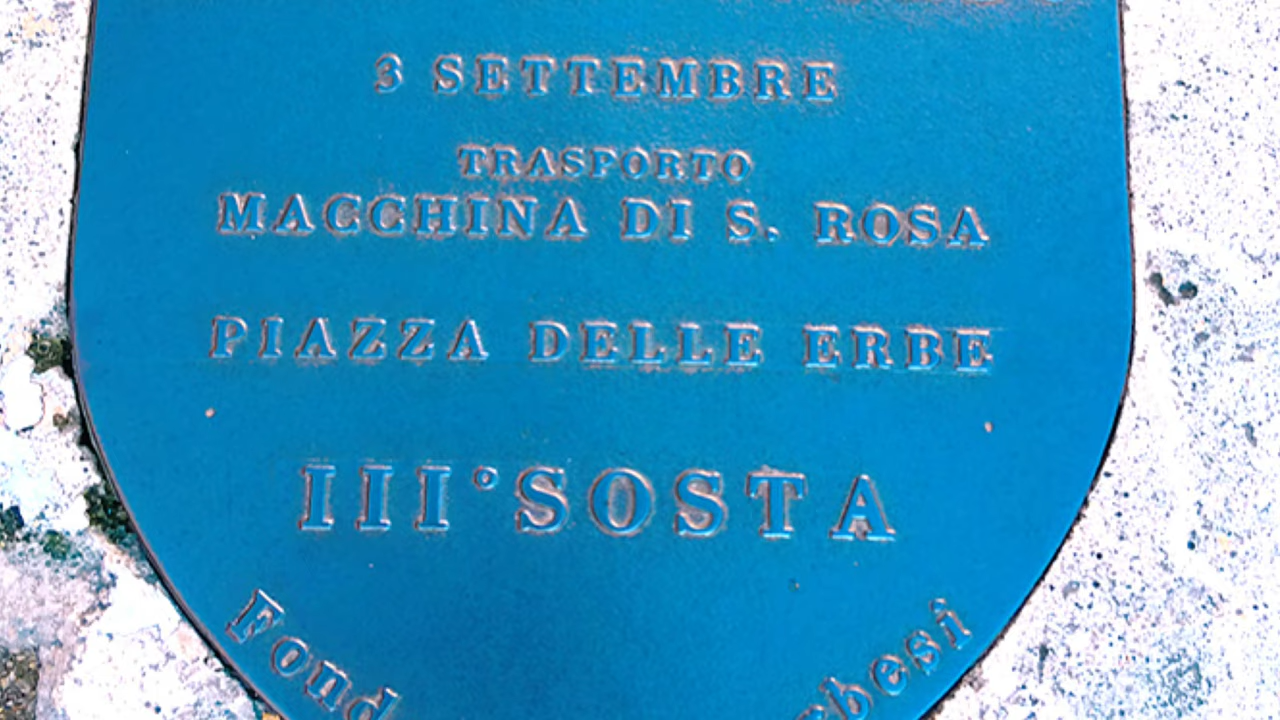 3 SETTEMBRE
TRASPORTO
MACCHINA DI S. ROSA
PIAZZA DELLE ERBE
III° SOSTA